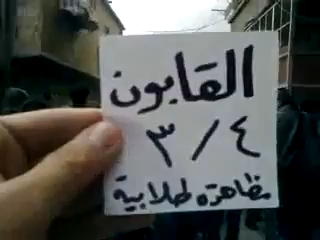 القابون
٣/٤
مظاهرة طلابية